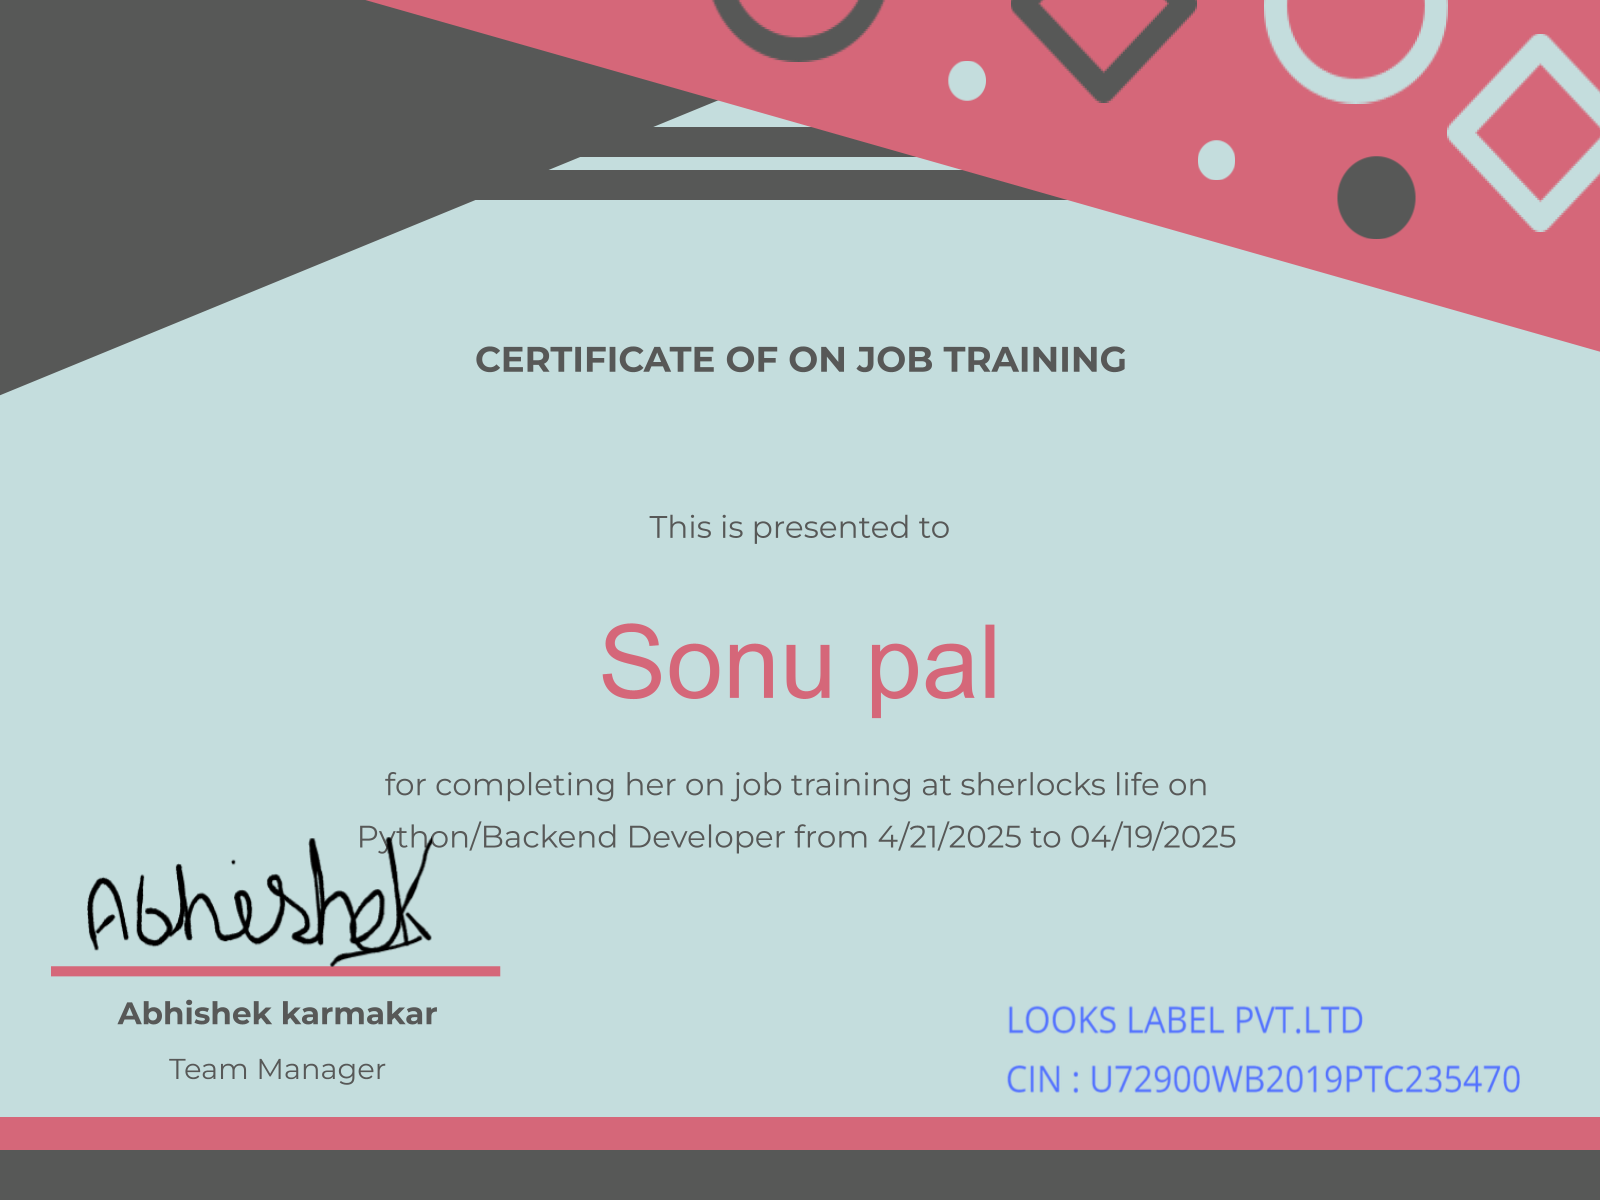 CERTIFICATE OF ON JOB TRAINING
This is presented to
Sonu pal
for completing her on job training at sherlocks life on
Python/Backend Developer from 4/21/2025 to 04/19/2025
Abhishek
Abhishek karmakar
Team Manager
LOOKS LABEL PVT.LTD
CIN : U72900WB2019PTC235470